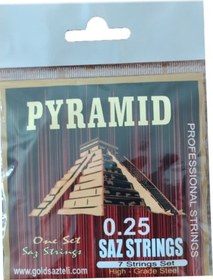 PYRAMID
PROFESSIONAL STRINGS
0.25
One Set
Saz Strings
SAZ STRINGS
7 Strings Set
www.goldsazteli.com
High - Grade Steel